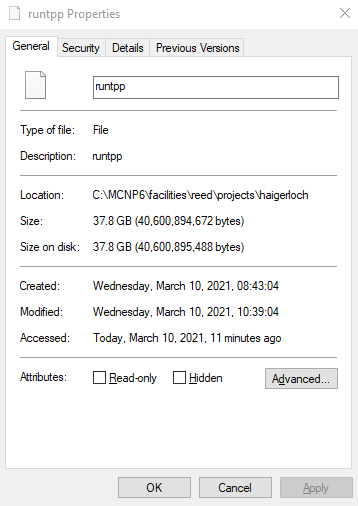 runtpp Properties
General Security Details Previous Versions
runtpp
Type of file: File
Description: runtpp
Location: C:\MCNP6\facilities\reed\projects\haigerloch
Size: 37.8 GB (40,600,894,672 bytes)
Size on disk: 37.8 GB (40,600,895,488 bytes)
Created: Wednesday, March 10, 2021, 08:43:04
Modified: Wednesday, March 10, 2021, 10:39:04
Accessed: Today, March 10, 2021, 11 minutes ago
Attributes: Read-only Hidden Advanced...
OK Cancel Apply